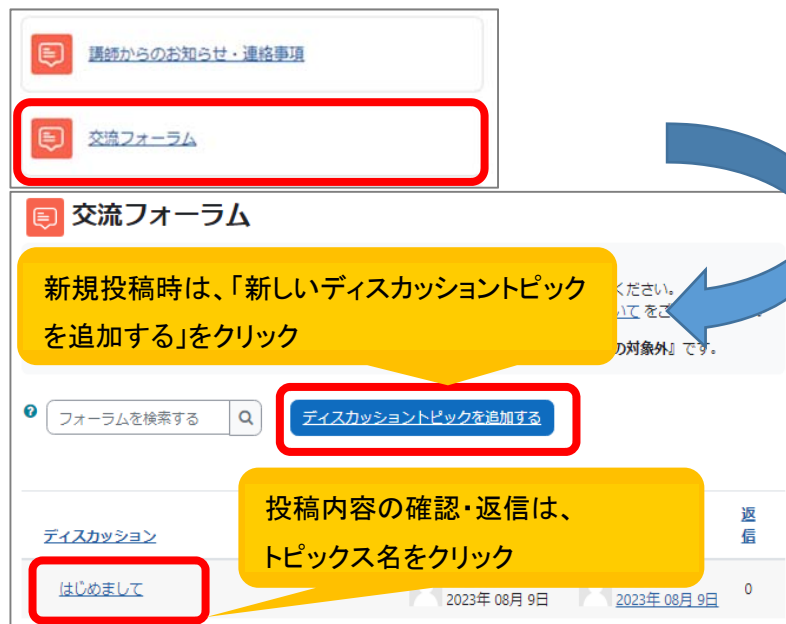 講師からのお知らせ・連絡事項
交流フォーラム
交流フォーラム
新規投稿時は、「新しいディスカッショントピック
を追加する」をクリック
ください。
いて をご
の対象外』です。
フォーラムを検索する
ディスカッショントピックを追加する
投稿内容の確認・返信は、
トピックス名をクリック
ディスカッション
返
信
はじめまして
2023年 08月 9日
2023年 08月 9日
0